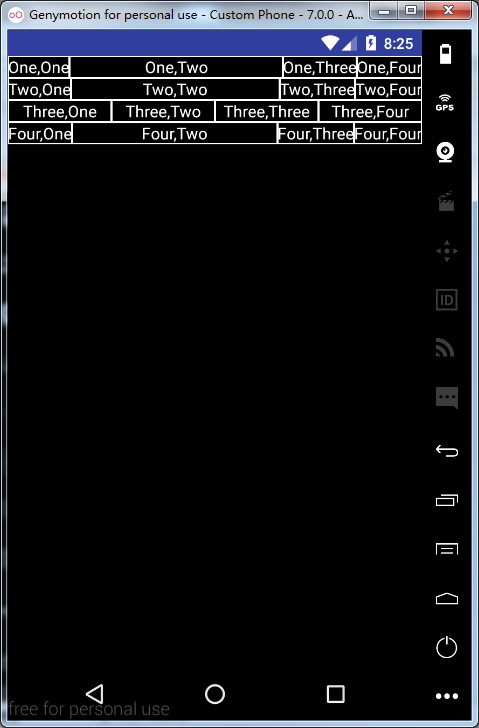 Genymotion for personal use - Custom Phone - 7.0.0 - A...
8:25
One,One One,Two One,Three One,Four
Two,One Two,Two Two,Three Two,Four
Three,One Three,Two Three,Three Three,Four
Four,One Four,Two Four,Three Four,Four
GPS
ID
free for personal use